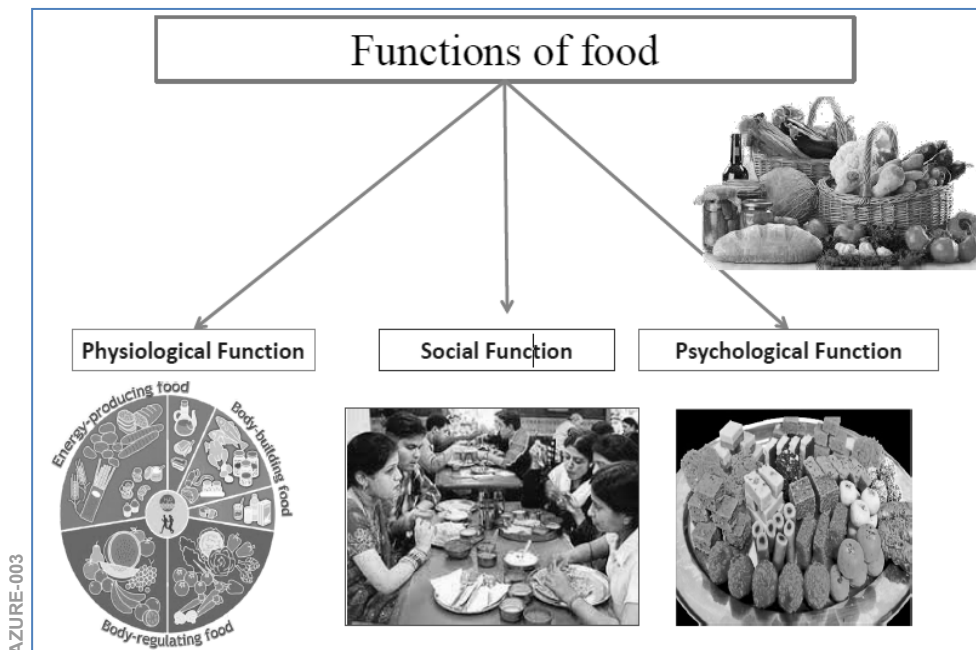 Functions of food
Physiological Function
Social Function
Psychological Function
Energy-producing food
Body-building food
Body-regulating food
AZURE-003